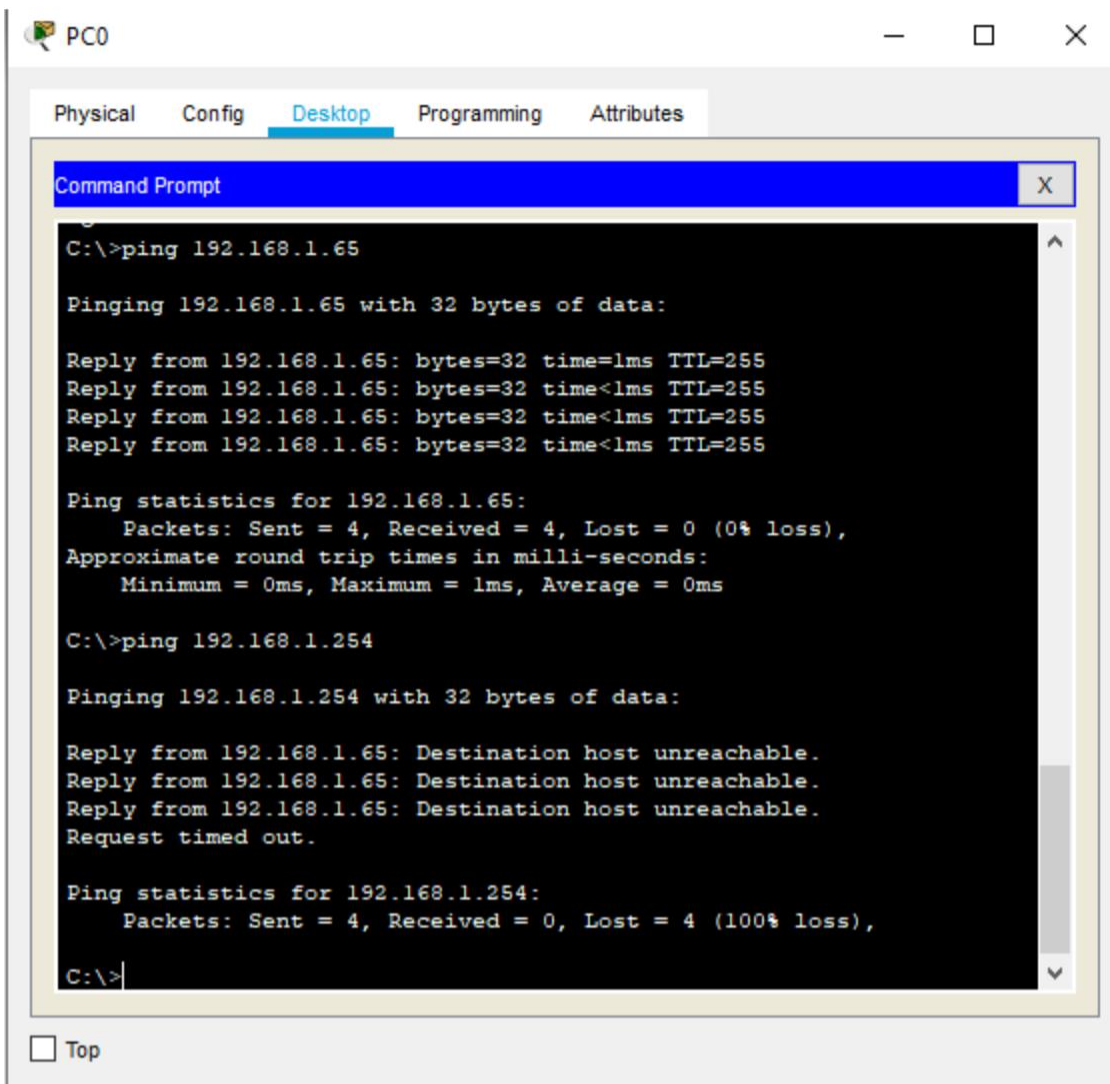 PC0
Physical Config Desktop Programming Attributes
Command Prompt X
C:\>ping 192.168.1.65
Pinging 192.168.1.65 with 32 bytes of data:
Reply from 192.168.1.65: bytes=32 time=1ms TTL=255
Reply from 192.168.1.65: bytes=32 time<1ms TTL=255
Reply from 192.168.1.65: bytes=32 time<1ms TTL=255
Reply from 192.168.1.65: bytes=32 time<1ms TTL=255
Ping statistics for 192.168.1.65:
Packets: Sent = 4, Received = 4, Lost = 0 (0% loss),
Approximate round trip times in milli-seconds:
Minimum = 0ms, Maximum = 1ms, Average = 0ms
C:\>ping 192.168.1.254
Pinging 192.168.1.254 with 32 bytes of data:
Reply from 192.168.1.65: Destination host unreachable.
Reply from 192.168.1.65: Destination host unreachable.
Reply from 192.168.1.65: Destination host unreachable.
Request timed out.
Ping statistics for 192.168.1.254:
Packets: Sent = 4, Received = 0, Lost = 4 (100% loss),
C:\>
Top